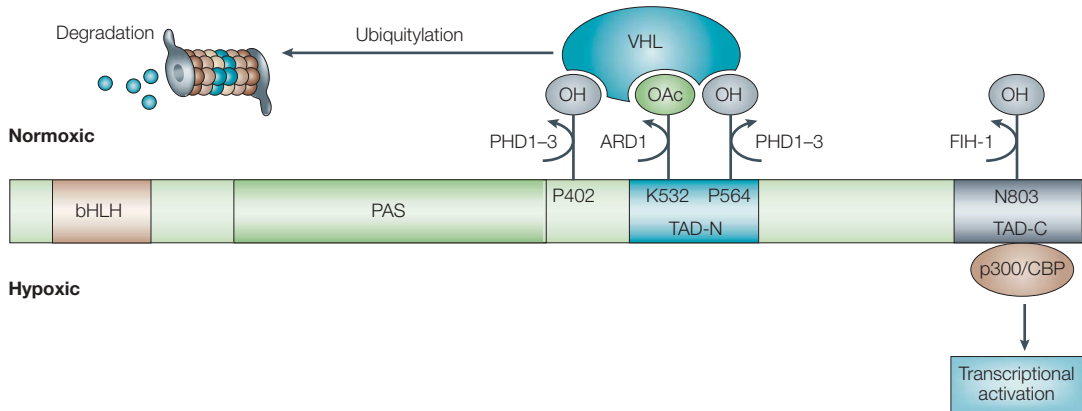 Degradation
Ubiquitylation
VHL
OH
OAc
OH
OH
Normoxic
PHD1–3
ARD1
PHD1–3
FIH-1
bHLH
PAS
P402
K532
P564
TAD-N
N803
TAD-C
p300/CBP
Hypoxic
Transcriptional
activation